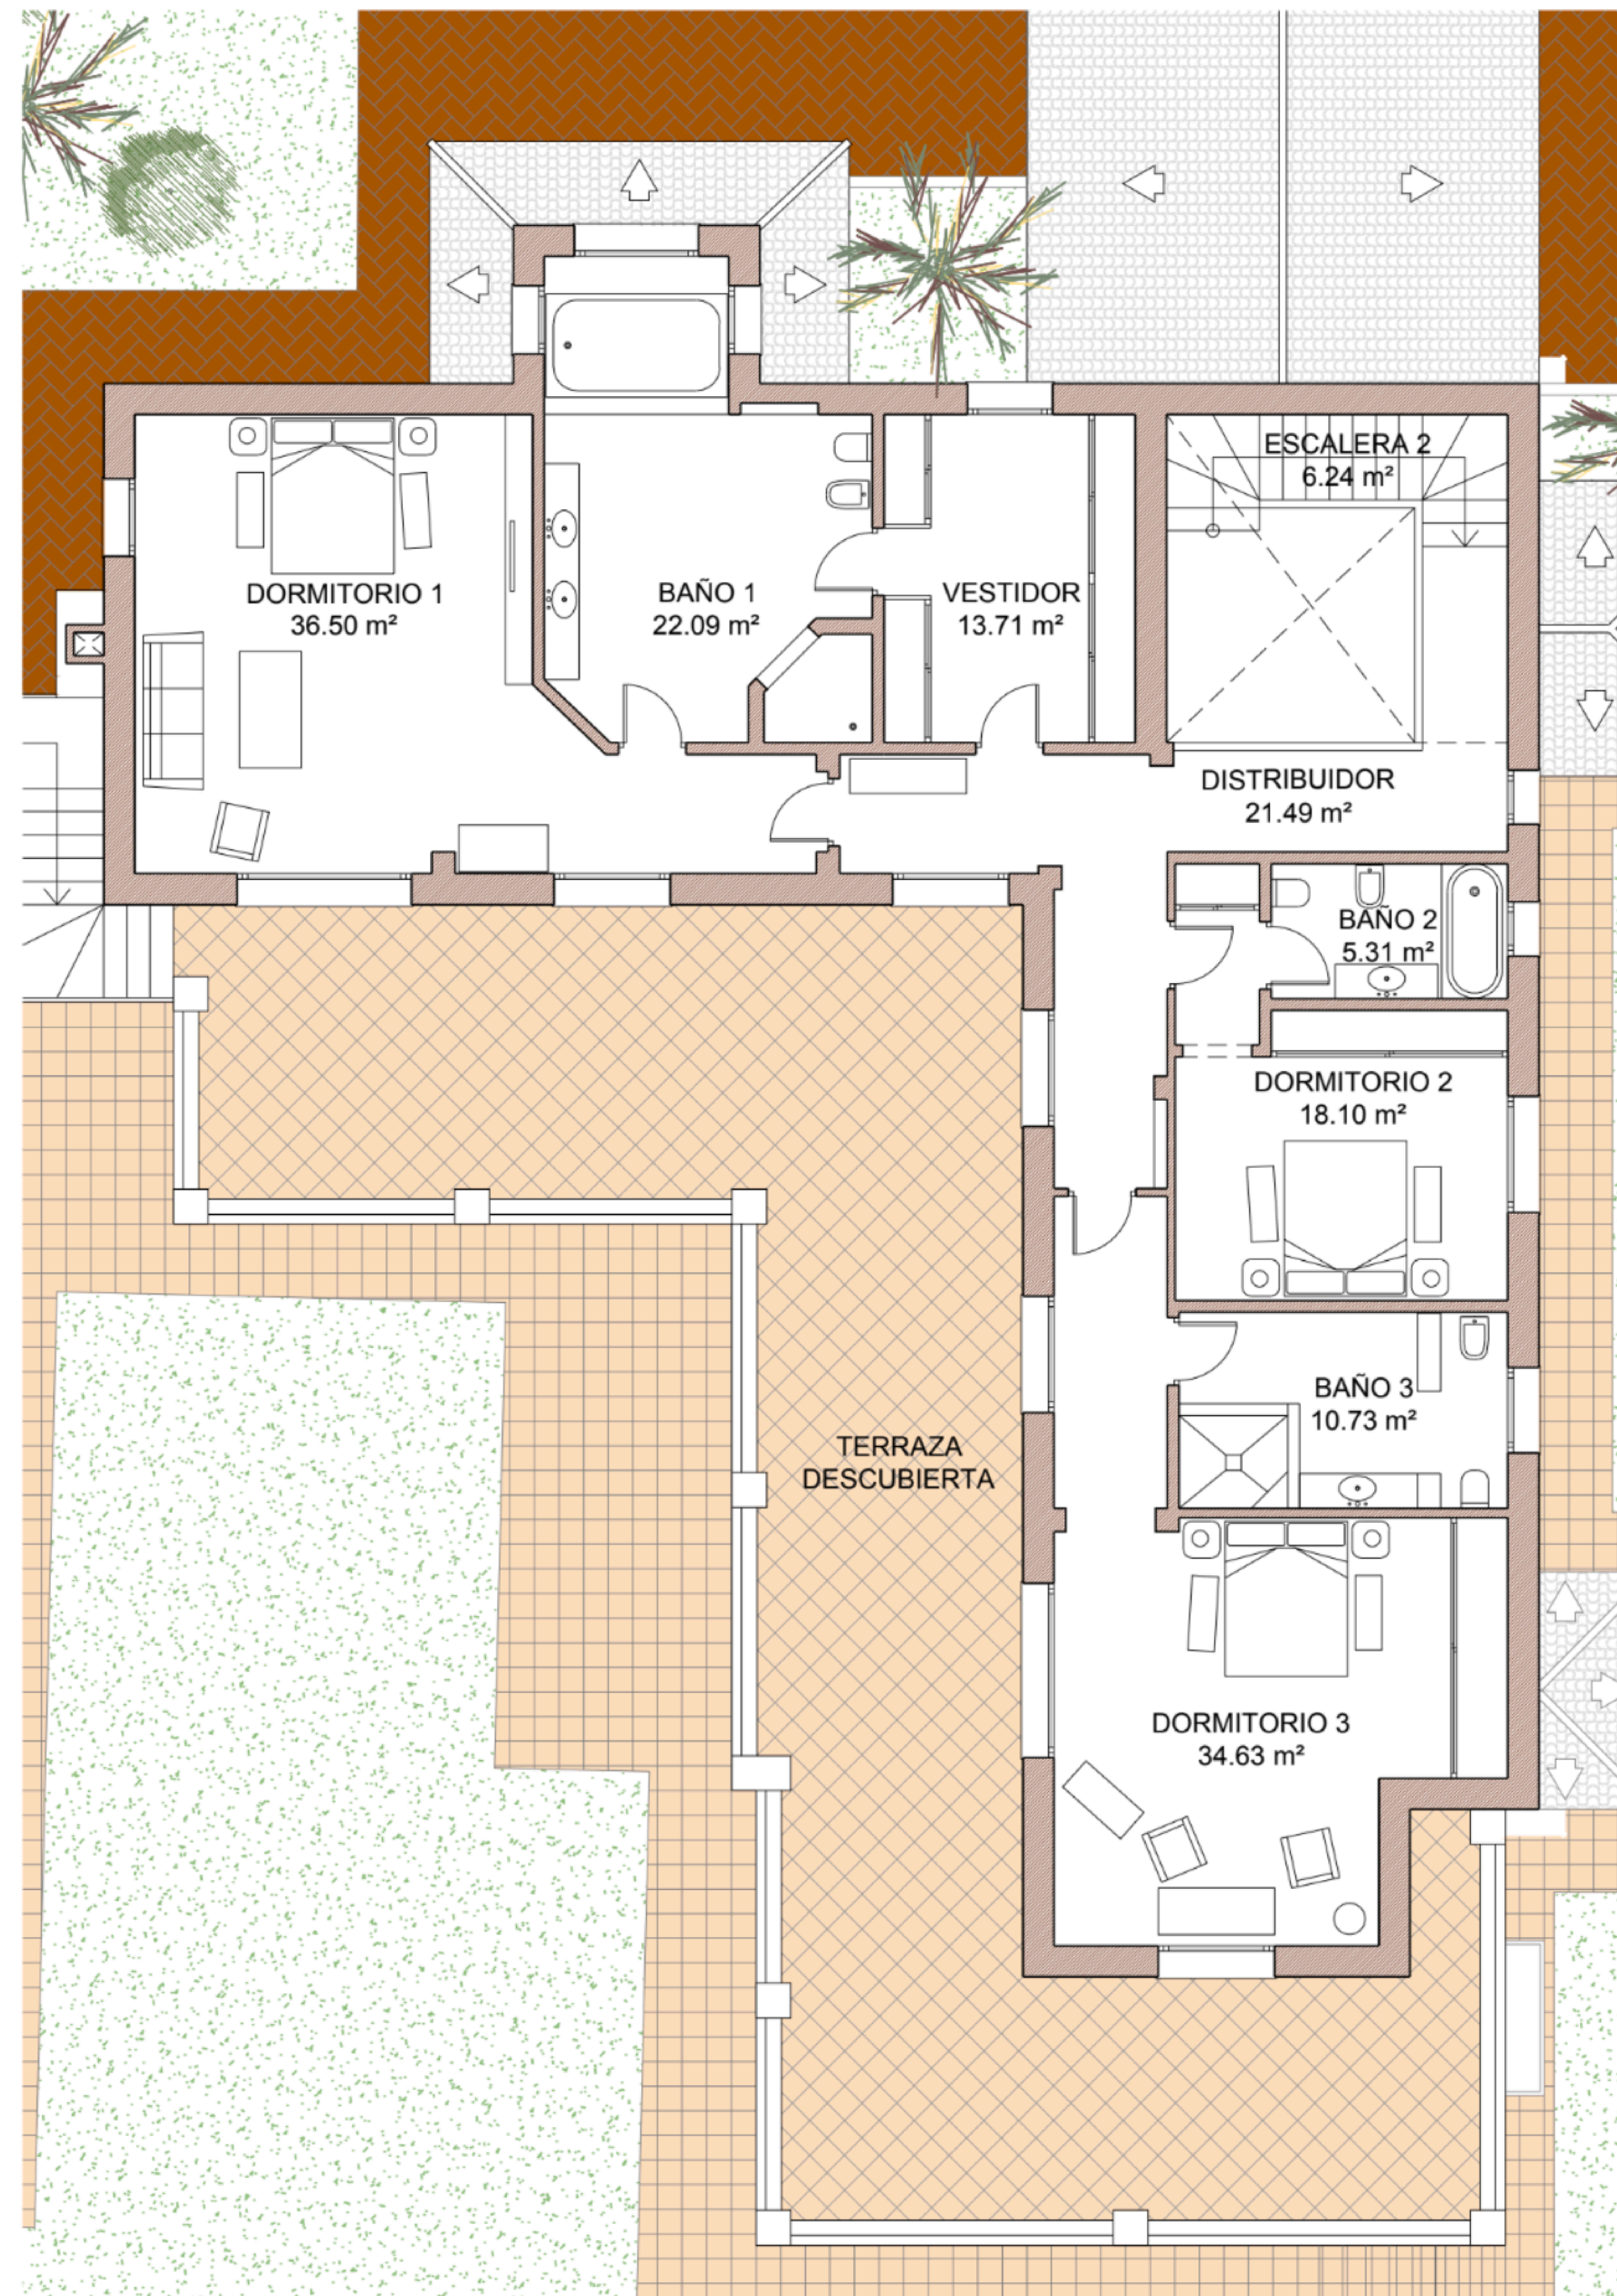 ESCALERA 2
6.24 m²
DORMITORIO 1
36.50 m²
BAÑO 1
22.09 m²
VESTIDOR
13.71 m²
DISTRIBUIDOR
21.49 m²
BAÑO 2
5.31 m²
DORMITORIO 2
18.10 m²
BAÑO 3
10.73 m²
TERRAZA
DESCUBIERTA
DORMITORIO 3
34.63 m²